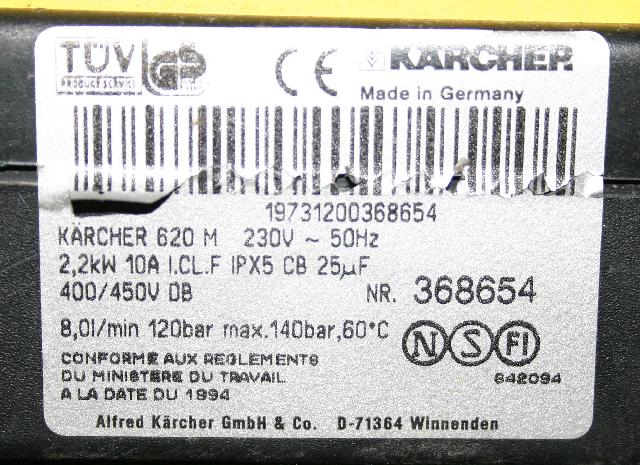 TÜV
PRODUCT SERVICE
GS
CE
KÄRCHER
Made in Germany
19731200368654
KÄRCHER 620 M 230V ~ 50Hz
2,2kW 10A I.CL.F IPX5 CB 25µF
400/450V DB
NR. 368654
8,0l/min 120bar max.140bar,60°C
N S FI
CONFORME AUX REGLEMENTS
DU MINISTERE DU TRAVAIL
A LA DATE DU 1994
642094
Alfred Kärcher GmbH & Co. D-71364 Winnenden